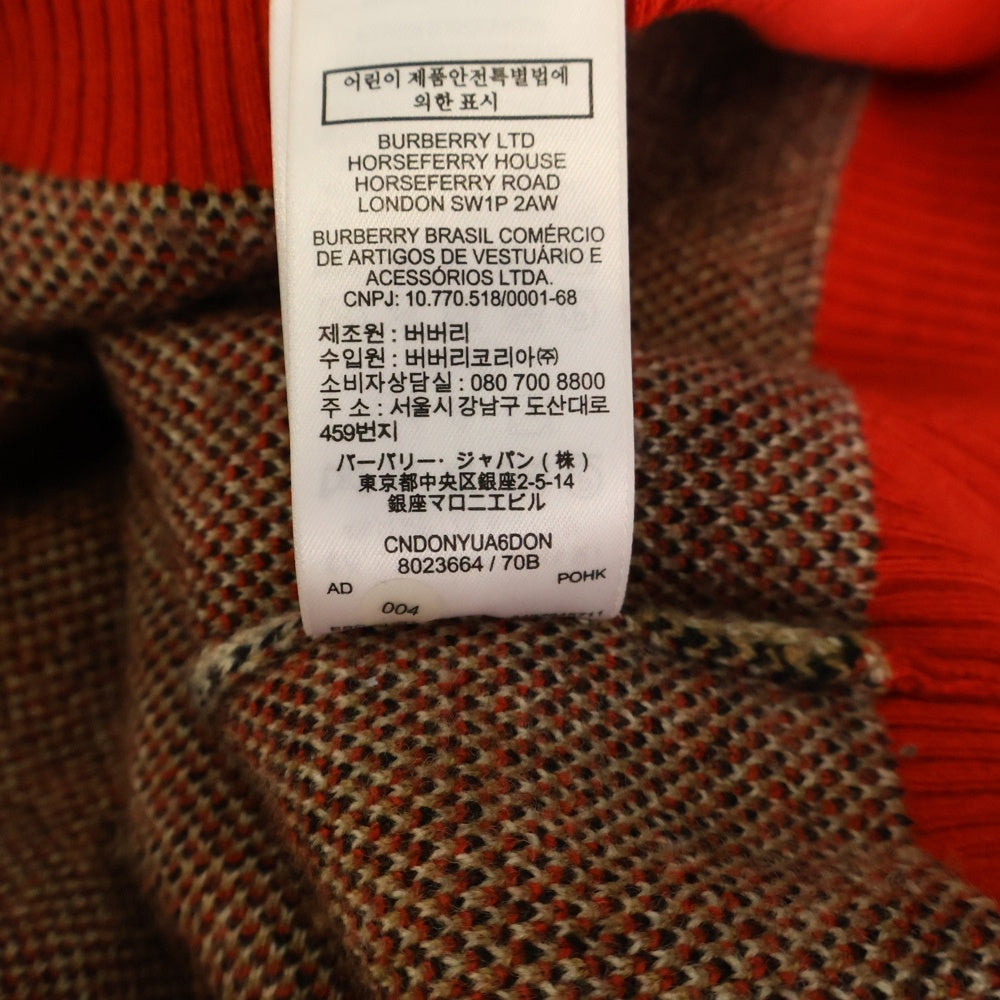 어린이 제품안전특별법에
의한 표시
BURBERRY LTD
HORSEFERRY HOUSE
HORSEFERRY ROAD
LONDON SW1P 2AW
BURBERRY BRASIL COMÉRCIO
DE ARTIGOS DE VESTUÁRIO E
ACESSÓRIOS LTDA.
CNPJ: 10.770.518/0001-68
제조원 : 버버리
수입원 : 버버리코리아㈜
소비자상담실 : 080 700 8800
주 소 : 서울시 강남구 도산대로
459번지
バーバリー・ジャパン（株）
東京都中央区銀座2-5-14
銀座マロニエビル
CNDONYUA6DON
8023664 / 70B
AD POHK
004